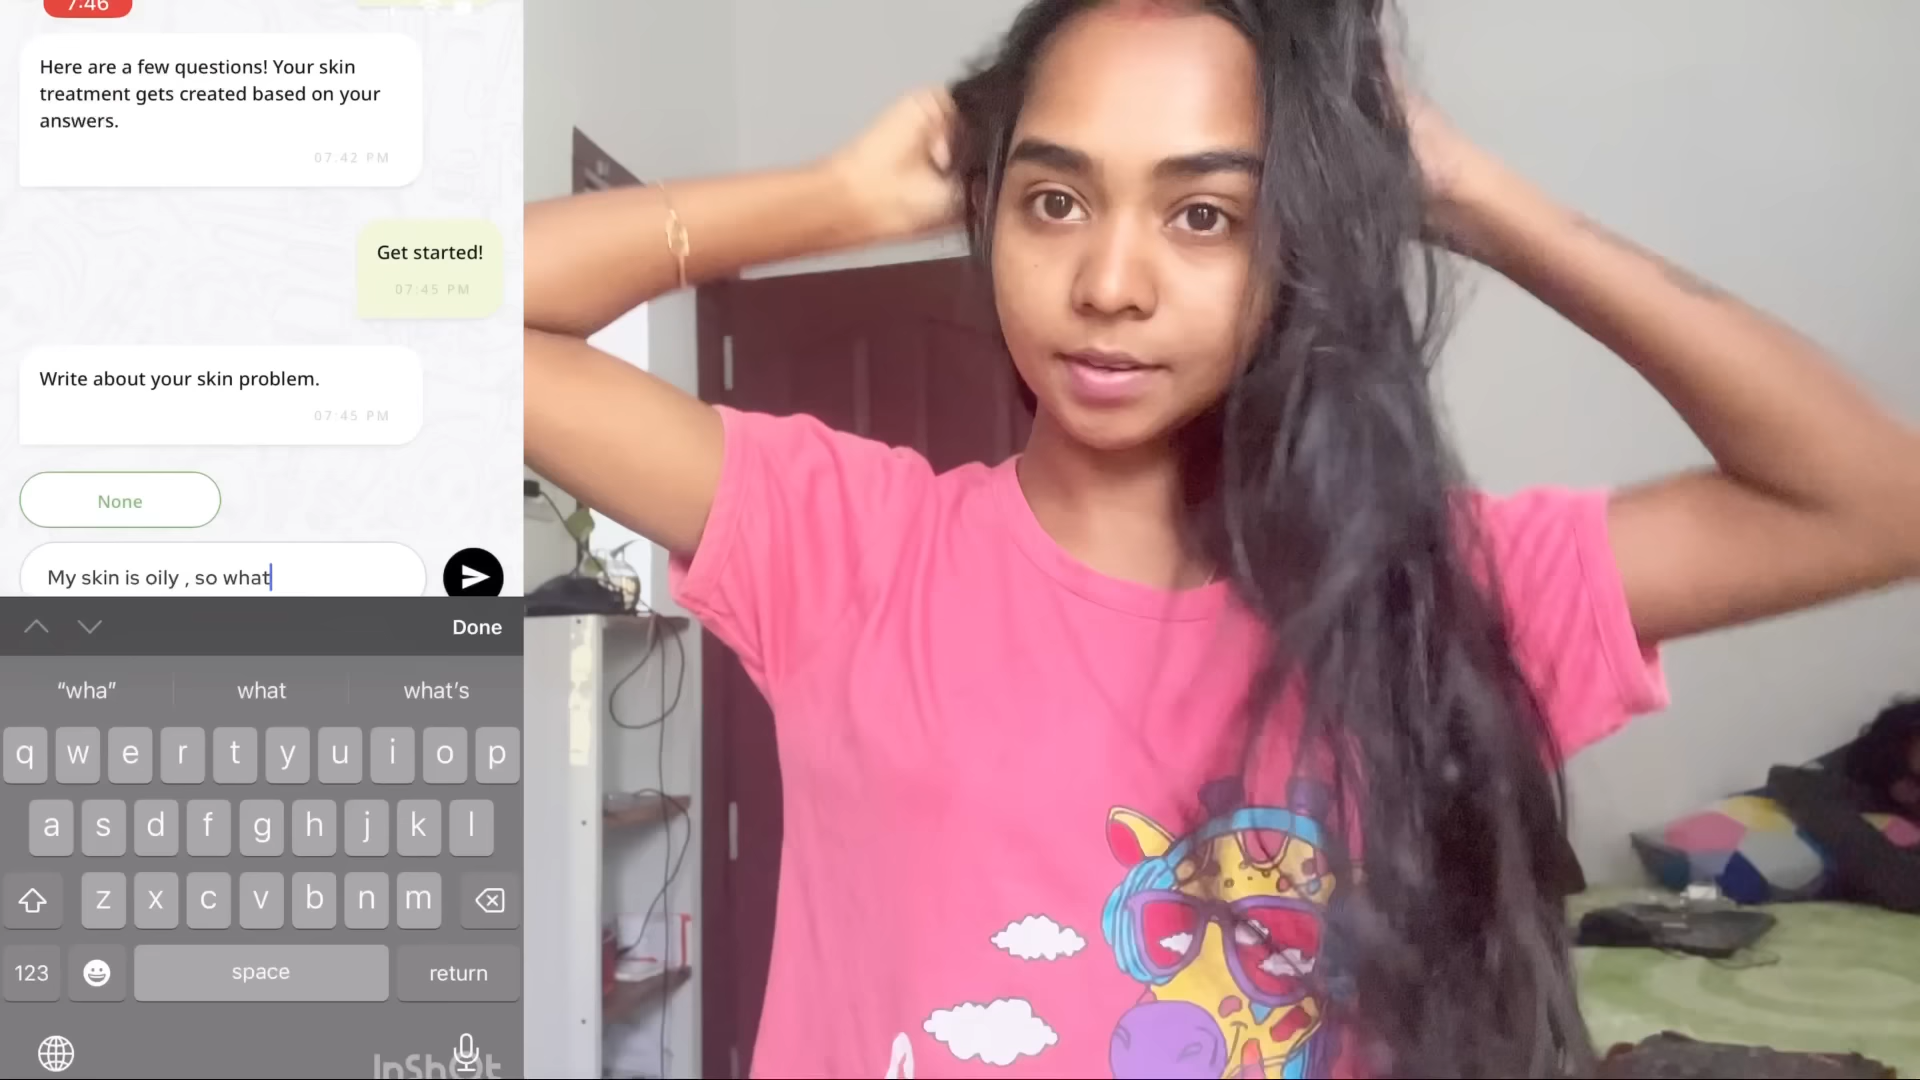 7:46
Here are a few questions! Your skin
treatment gets created based on your
answers.
07:42 PM
Get started!
07:45 PM
Write about your skin problem.
07:45 PM
None
My skin is oily , so what
Done
“wha” what what’s
q w e r t y u i o p
a s d f g h j k l
z x c v b n m
123 space return
InShOt